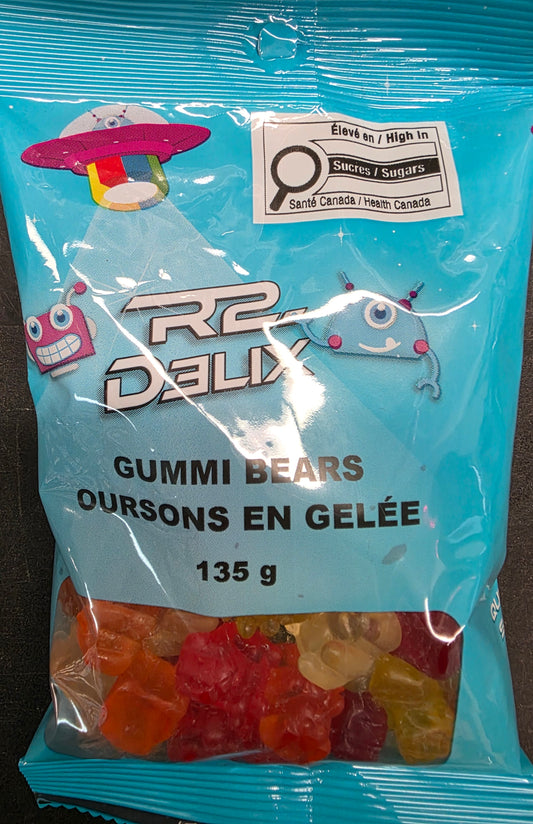 Élevé en / High in
Sucres / Sugars
Santé Canada / Health Canada
R2
D3LIX
GUMMI BEARS
OURSONS EN GELÉE
135 g